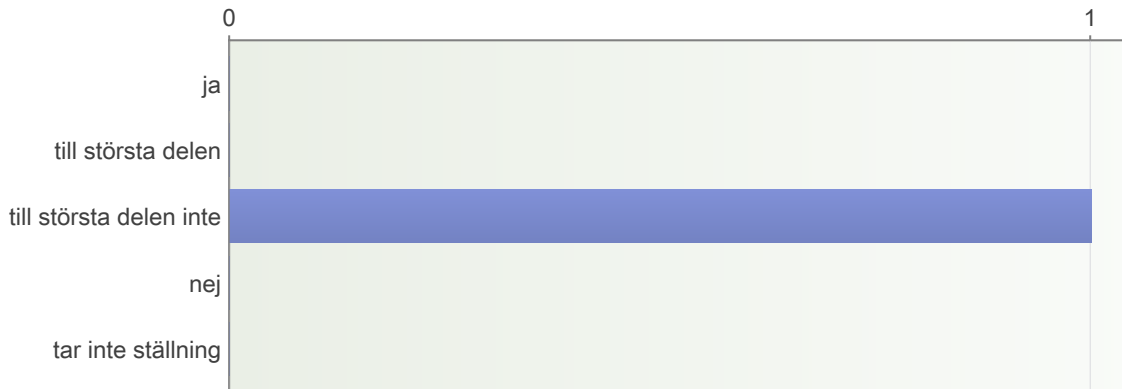 0 1
ja
till största delen
till största delen inte
nej
tar inte ställning